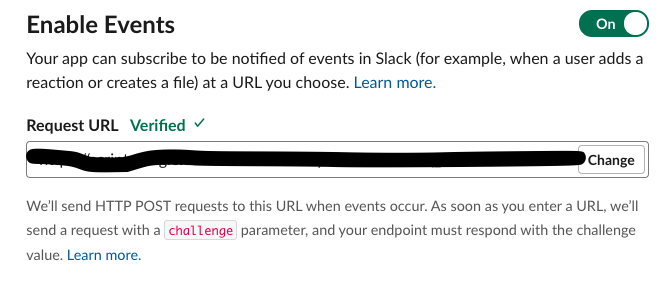 Enable Events
On
Your app can subscribe to be notified of events in Slack (for example, when a user adds a
reaction or creates a file) at a URL you choose. Learn more.
Request URL Verified ✓
Change
We’ll send HTTP POST requests to this URL when events occur. As soon as you enter a URL, we’ll
send a request with a challenge parameter, and your endpoint must respond with the challenge
value. Learn more.